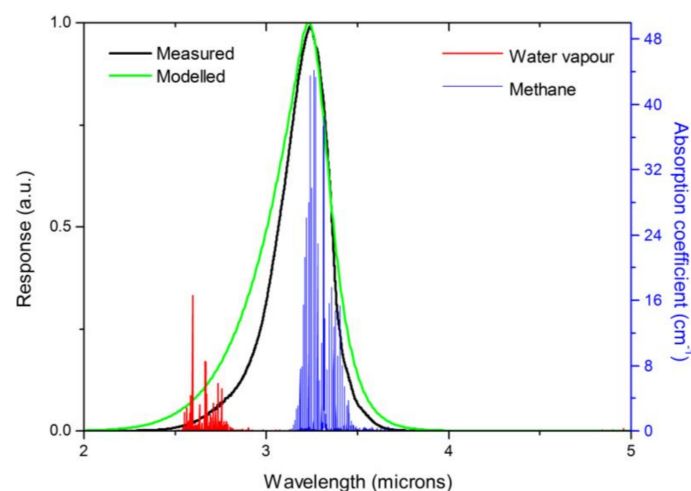 1.0
0.5
0.0
Response (a.u.)
Measured
Modelled
Water vapour
Methane
48
40
32
24
16
8
0
Absorption coefficient (cm⁻¹)
2
3
4
5
Wavelength (microns)